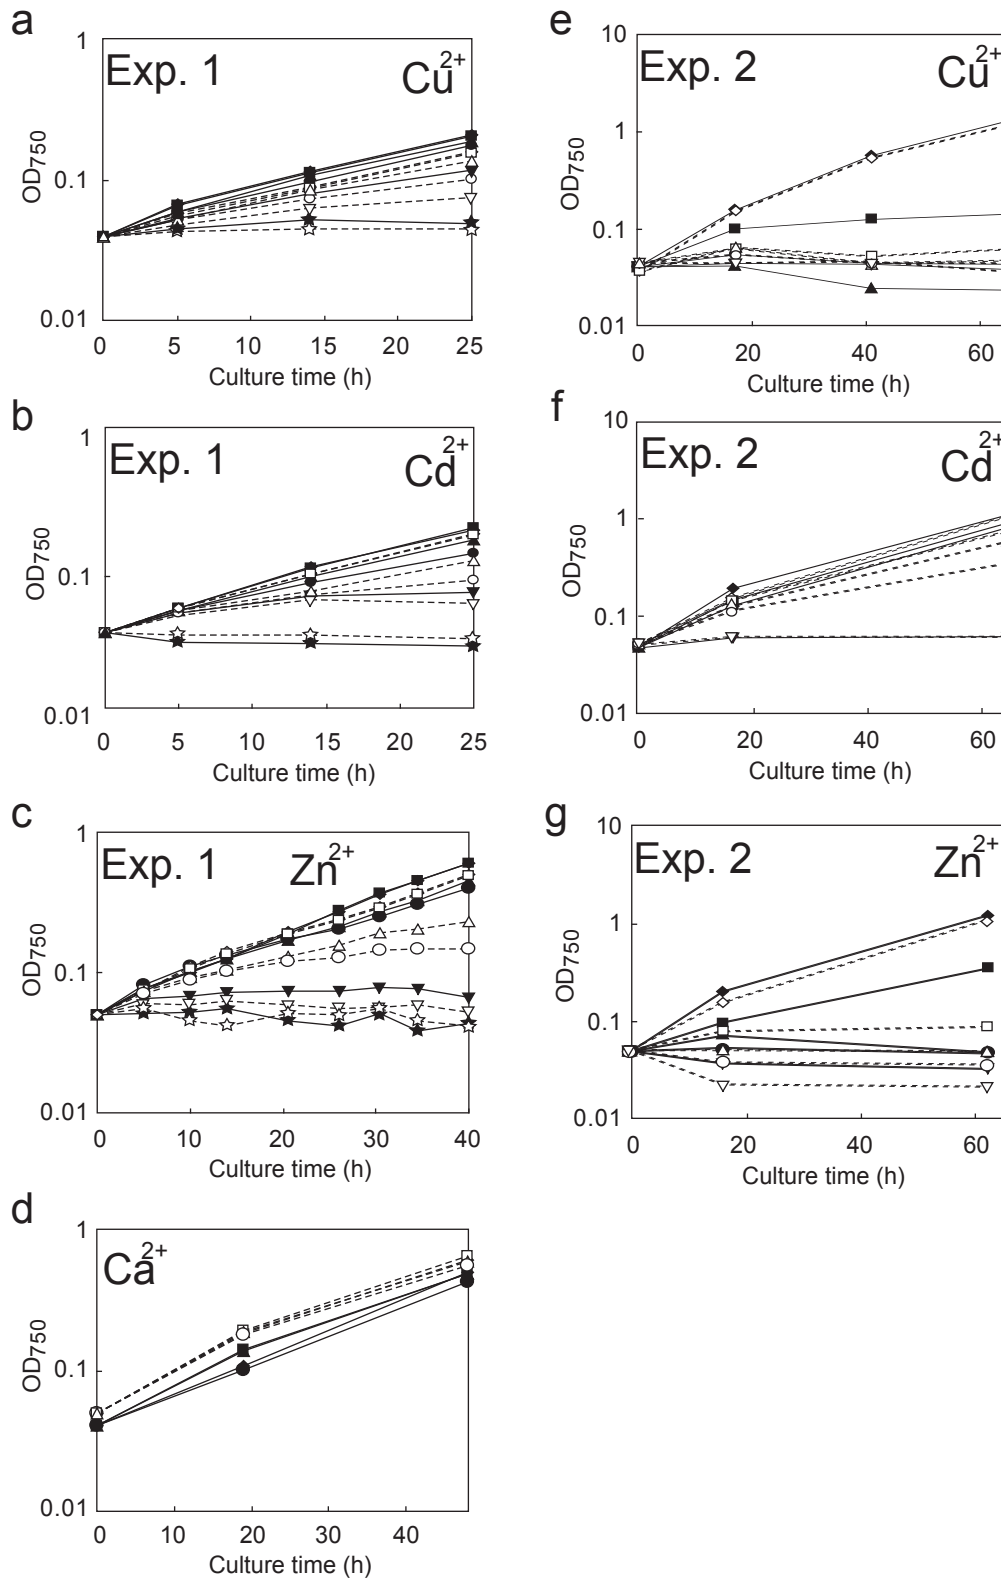 a
Exp. 1
Cu2+
1
0.1
0.01
OD750
0 5 10 15 20 25
Culture time (h)
b
Exp. 1
Cd2+
1
0.1
0.01
OD750
0 5 10 15 20 25
Culture time (h)
c
Exp. 1
Zn2+
1
0.1
0.01
OD750
0 10 20 30 40
Culture time (h)
d
Ca2+
1
0.1
0.01
OD750
0 10 20 30 40
Culture time (h)
e
Exp. 2
Cu2+
10
1
0.1
0.01
OD750
0 20 40 60
Culture time (h)
f
Exp. 2
Cd2+
10
1
0.1
0.01
OD750
0 20 40 60
Culture time (h)
g
Exp. 2
Zn2+
10
1
0.1
0.01
OD750
0 20 40 60
Culture time (h)